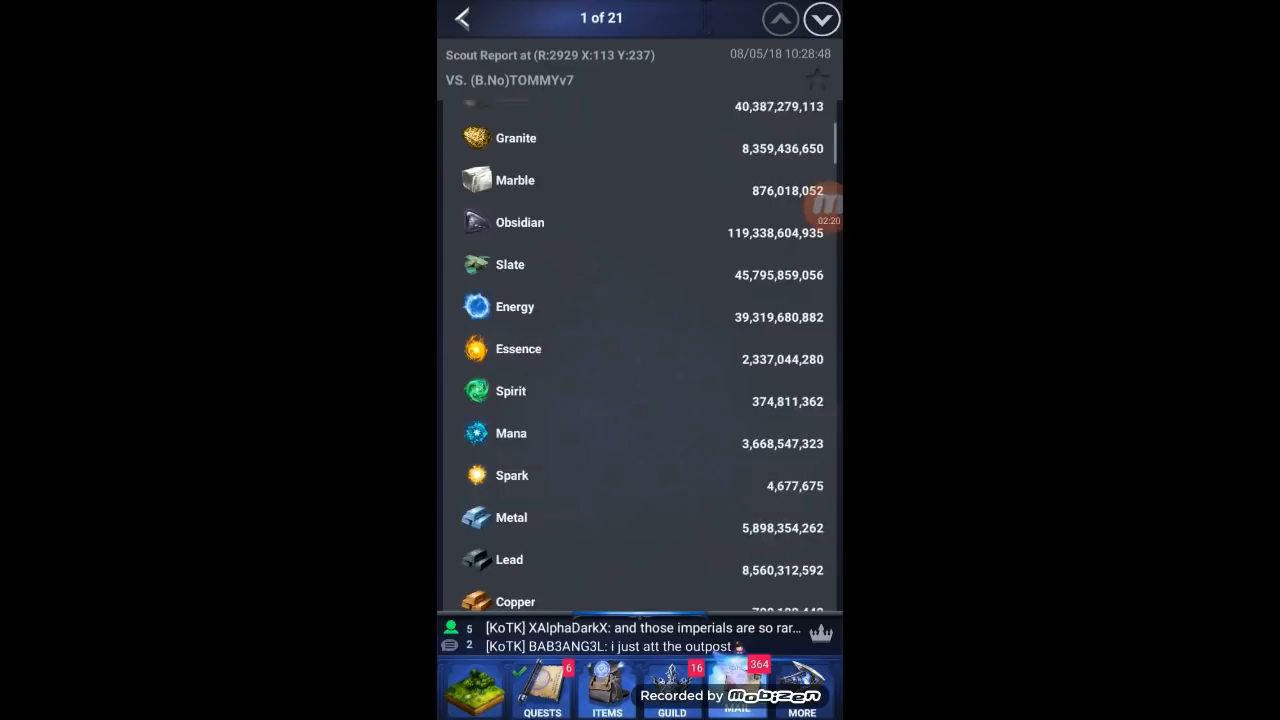 1 of 21
Scout Report at (R:2929 X:113 Y:237) 08/05/18 10:28:48
VS. (B.No)TOMMYv7
40,387,279,113
Granite 8,359,436,650
Marble 876,018,052
Obsidian 119,338,604,935
Slate 45,795,859,056
Energy 39,319,680,882
Essence 2,337,044,280
Spirit 374,811,362
Mana 3,668,547,323
Spark 4,677,675
Metal 5,898,354,262
Lead 8,560,312,592
Copper
02:20
5 [KoTK] XAlphaDarkX: and those imperials are so rar...
2 [KoTK] BAB3ANG3L: i just att the outpost
6 16 364
QUESTS ITEMS GUILD MAIL MORE
Recorded by mobizen